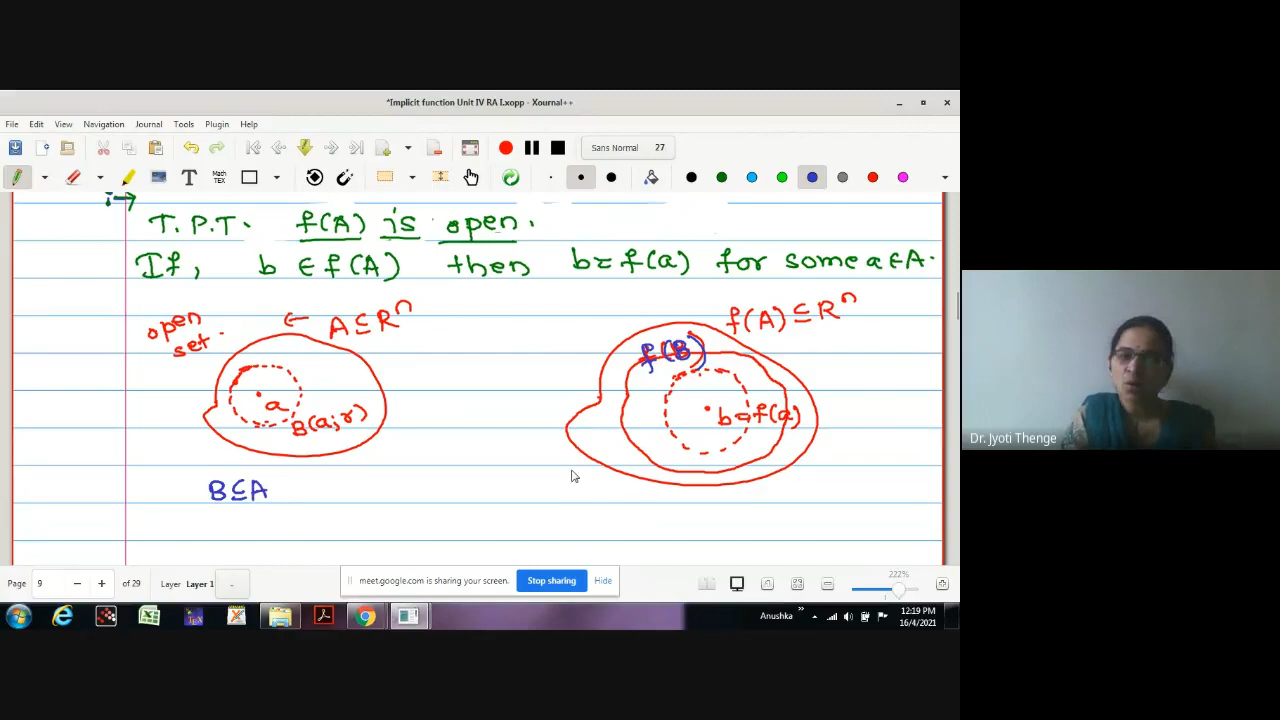 *Implicit function Unit IV RA I.xopp - Xournal++
File Edit View Navigation Journal Tools Plugin Help
Sans Normal 27
T. P.T. f(A) is open.
If, b ∈ f(A) then b = f(a) for some a ∈ A.
open set.
← A ⊆ Rⁿ
f(A) ⊆ Rⁿ
f(B)
a
B(a; r)
b = f(a)
B ⊆ A
Dr. Jyoti Thenge
Page 9 of 29 Layer Layer 1
meet.google.com is sharing your screen. Stop sharing Hide
222%
Anushka
12:19 PM
16/4/2021